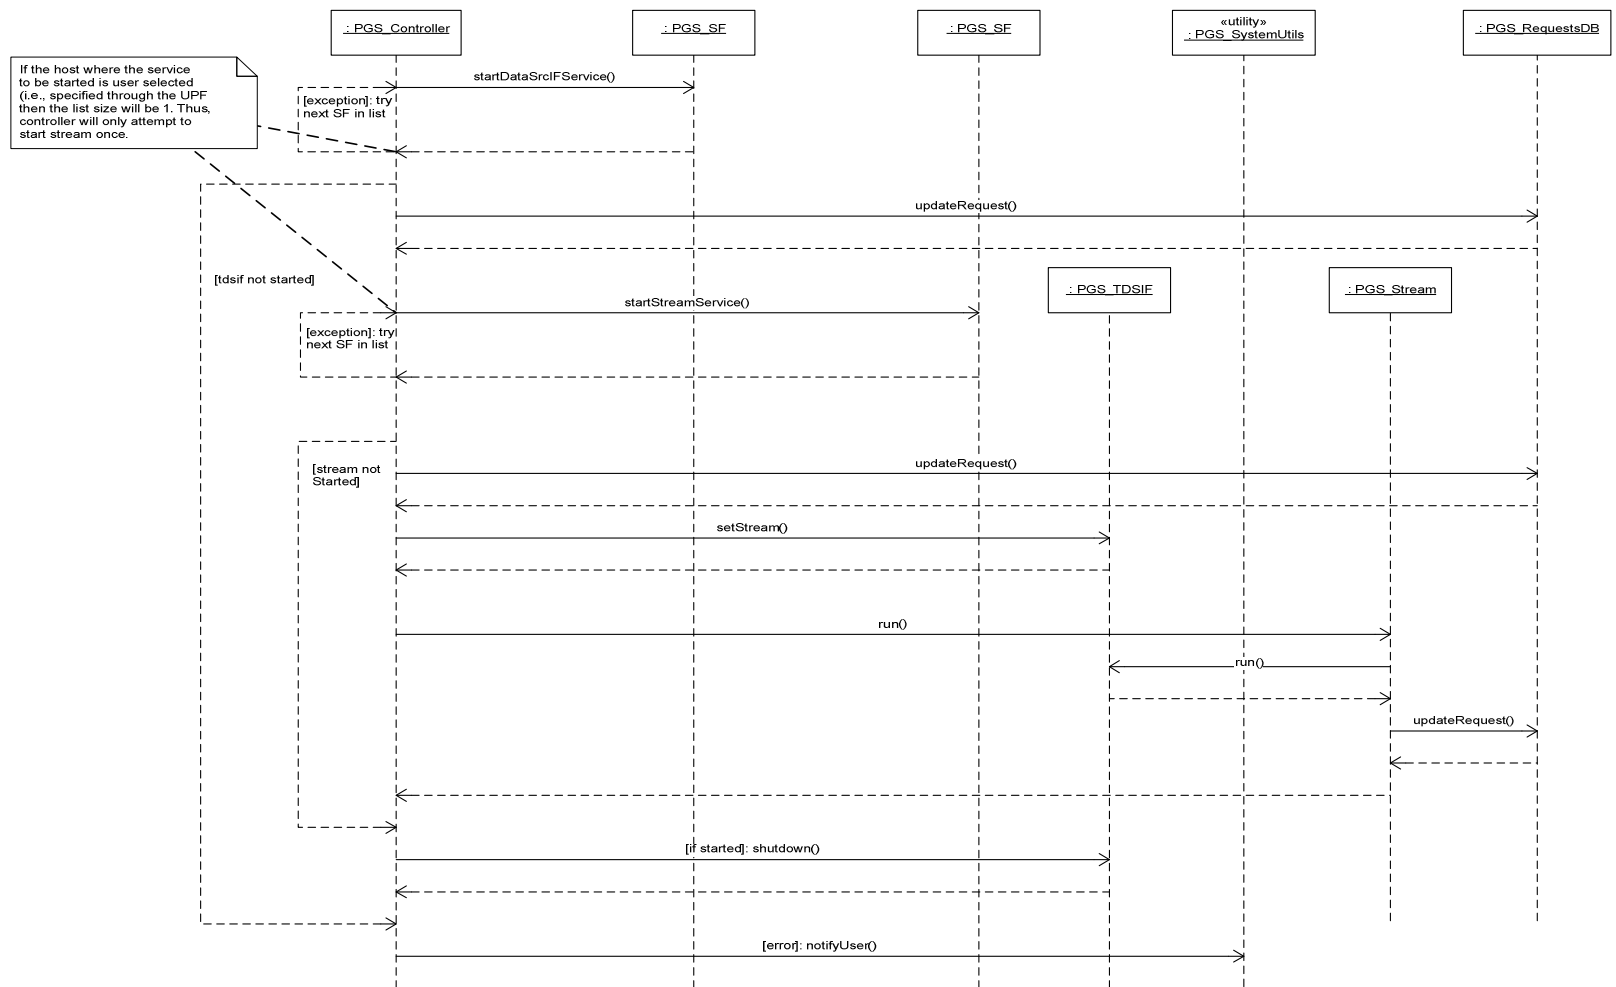 : PGS_Controller
: PGS_SF
: PGS_SF
«utility»
: PGS_SystemUtils
: PGS_RequestsDB
If the host where the service
to be started is user selected
(i.e., specified through the UPF
then the list size will be 1. Thus,
controller will only attempt to
start stream once.
startDataSrcIFService()
[exception]: try
next SF in list
updateRequest()
[tdsif not started]
: PGS_TDSIF
: PGS_Stream
startStreamService()
[exception]: try
next SF in list
[stream not
Started]
updateRequest()
setStream()
run()
run()
updateRequest()
[if started]: shutdown()
[error]: notifyUser()